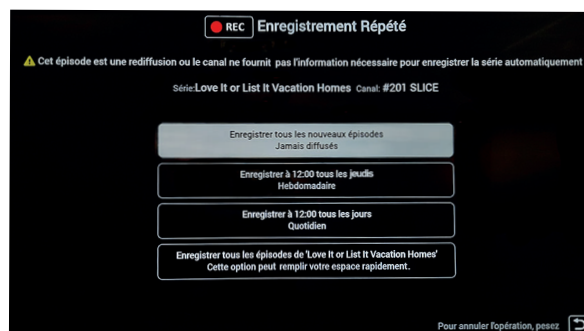 REC Enregistrement Répété
Cet épisode est une rediffusion ou le canal ne fournit pas l'information nécessaire pour enregistrer la série automatiquement
Série:Love It or List It Vacation Homes Canal: #201 SLICE
Enregistrer tous les nouveaux épisodes
Jamais diffusés
Enregistrer à 12:00 tous les jeudis
Hebdomadaire
Enregistrer à 12:00 tous les jours
Quotidien
Enregistrer tous les épisodes de 'Love It or List It Vacation Homes'
Cette option peut remplir votre espace rapidement.
Pour annuler l'opération, pesez